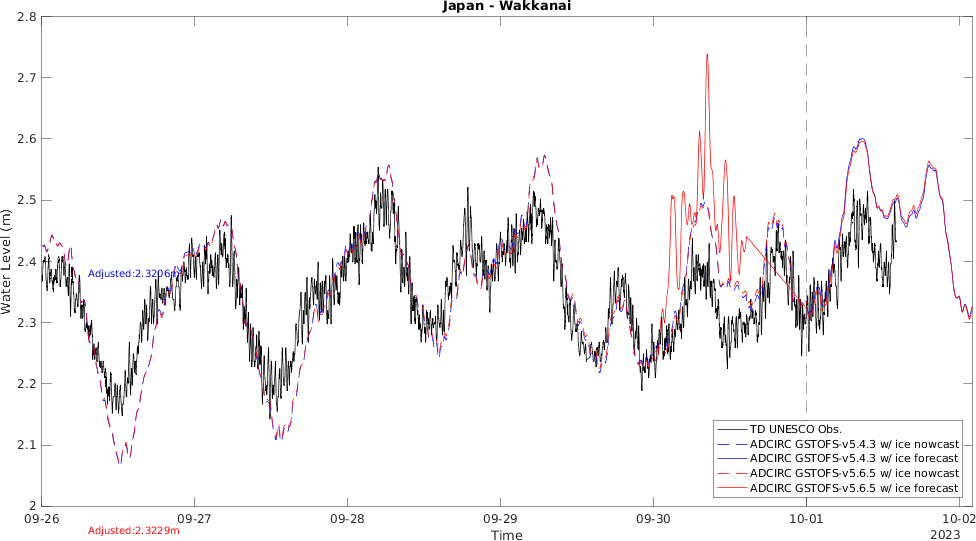 Japan - Wakkanai
2.8
2.7
2.6
2.5
2.4
2.3
2.2
2.1
2
Water Level (m)
Adjusted:2.3206m
TD UNESCO Obs.
ADCIRC GSTOFS-v5.4.3 w/ ice nowcast
ADCIRC GSTOFS-v5.4.3 w/ ice forecast
ADCIRC GSTOFS-v5.6.5 w/ ice nowcast
ADCIRC GSTOFS-v5.6.5 w/ ice forecast
09-26 09-27 09-28 09-29 09-30 10-01 10-02
Adjusted:2.3229m
Time
2023